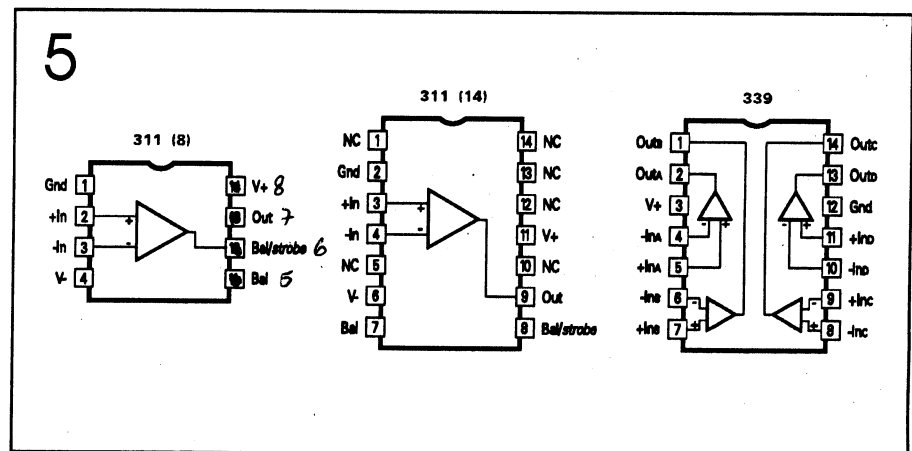 5
311 (8)
Gnd 1
+In 2
-In 3
V- 4
V+ 8
Out 7
Bal/strobe 6
Bal 5
+
-
311 (14)
NC 1
Gnd 2
+In 3
-In 4
NC 5
V- 6
Bal 7
14 NC
13 NC
12 NC
11 V+
10 NC
9 Out
8 Bal/strobe
+
-
339
OutB 1
OutA 2
V+ 3
-InA 4
+InA 5
-InB 6
+InB 7
14 OutC
13 OutD
12 Gnd
11 +InD
10 -InD
9 +InC
8 -InC
- +
- +
-
+
-
+